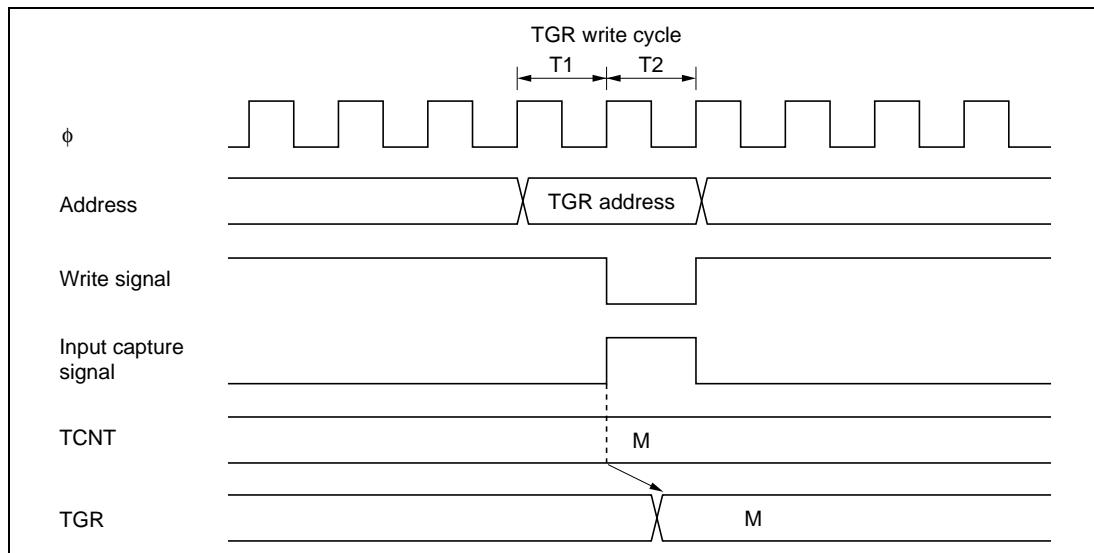 TGR write cycle
T1 T2
ϕ
Address TGR address
Write signal
Input capture
signal
TCNT M
TGR M